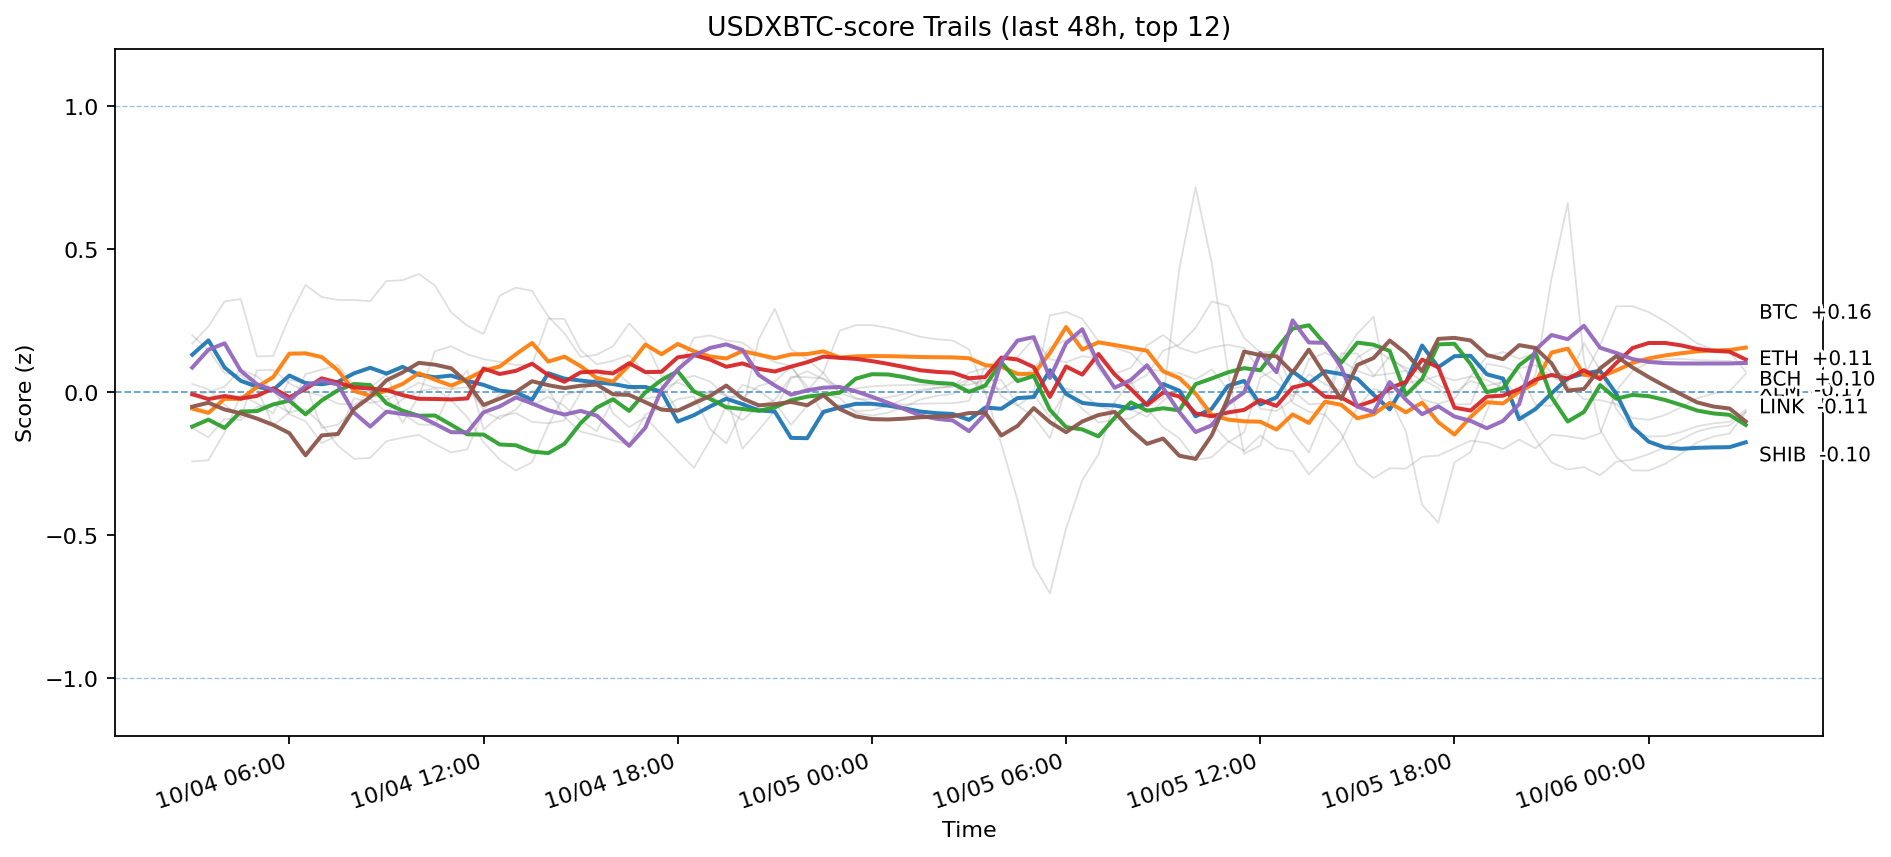 USDXBTC-score Trails (last 48h, top 12)
1.0
0.5
0.0
−0.5
−1.0
Score (z)
BTC +0.16
ETH +0.11
BCH +0.10
XLM -0.17
LINK -0.11
SHIB -0.10
10/04 06:00
10/04 12:00
10/04 18:00
10/05 00:00
10/05 06:00
10/05 12:00
10/05 18:00
10/06 00:00
Time